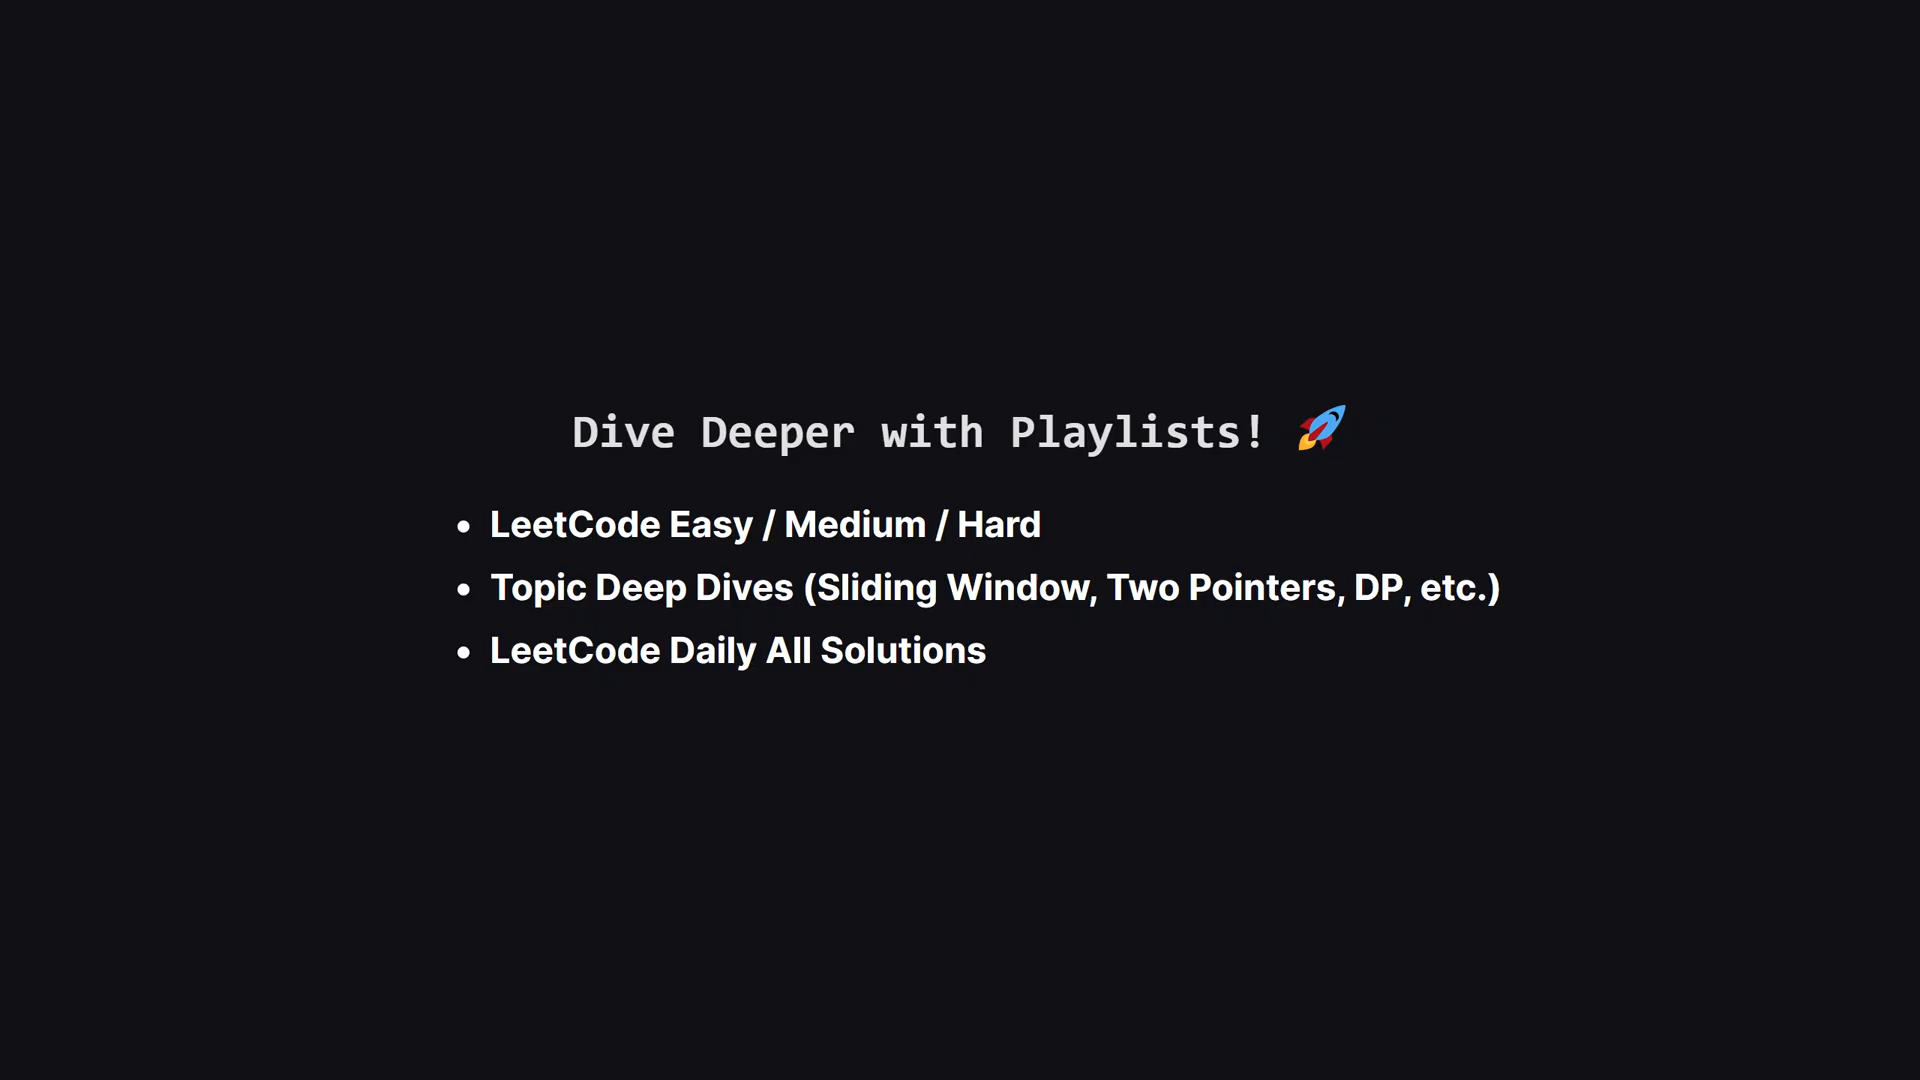 Dive Deeper with Playlists! 🚀
• LeetCode Easy / Medium / Hard
• Topic Deep Dives (Sliding Window, Two Pointers, DP, etc.)
• LeetCode Daily All Solutions